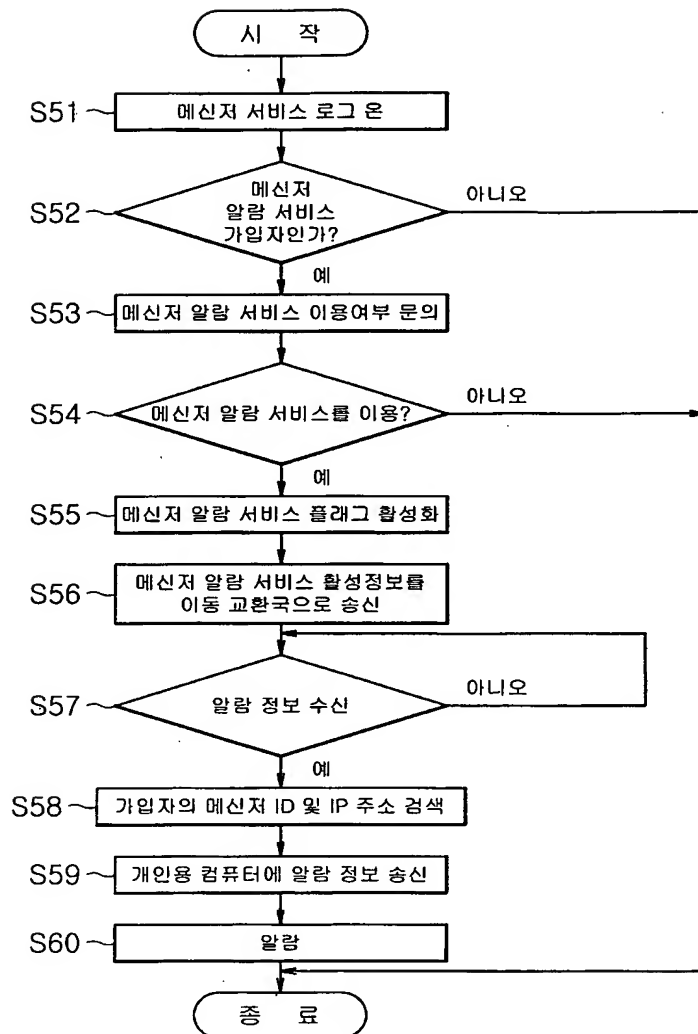 시 작
S51
메신저 서비스 로그 온
S52
메신저
알람 서비스
가입자인가?
아니오
예
S53
메신저 알람 서비스 이용여부 문의
S54
메신저 알람 서비스를 이용?
아니오
예
S55
메신저 알람 서비스 플래그 활성화
S56
메신저 알람 서비스 활성정보를
이동 교환국으로 송신
S57
알람 정보 수신
아니오
예
S58
가입자의 메신저 ID 및 IP 주소 검색
S59
개인용 컴퓨터에 알람 정보 송신
S60
알람
종 료